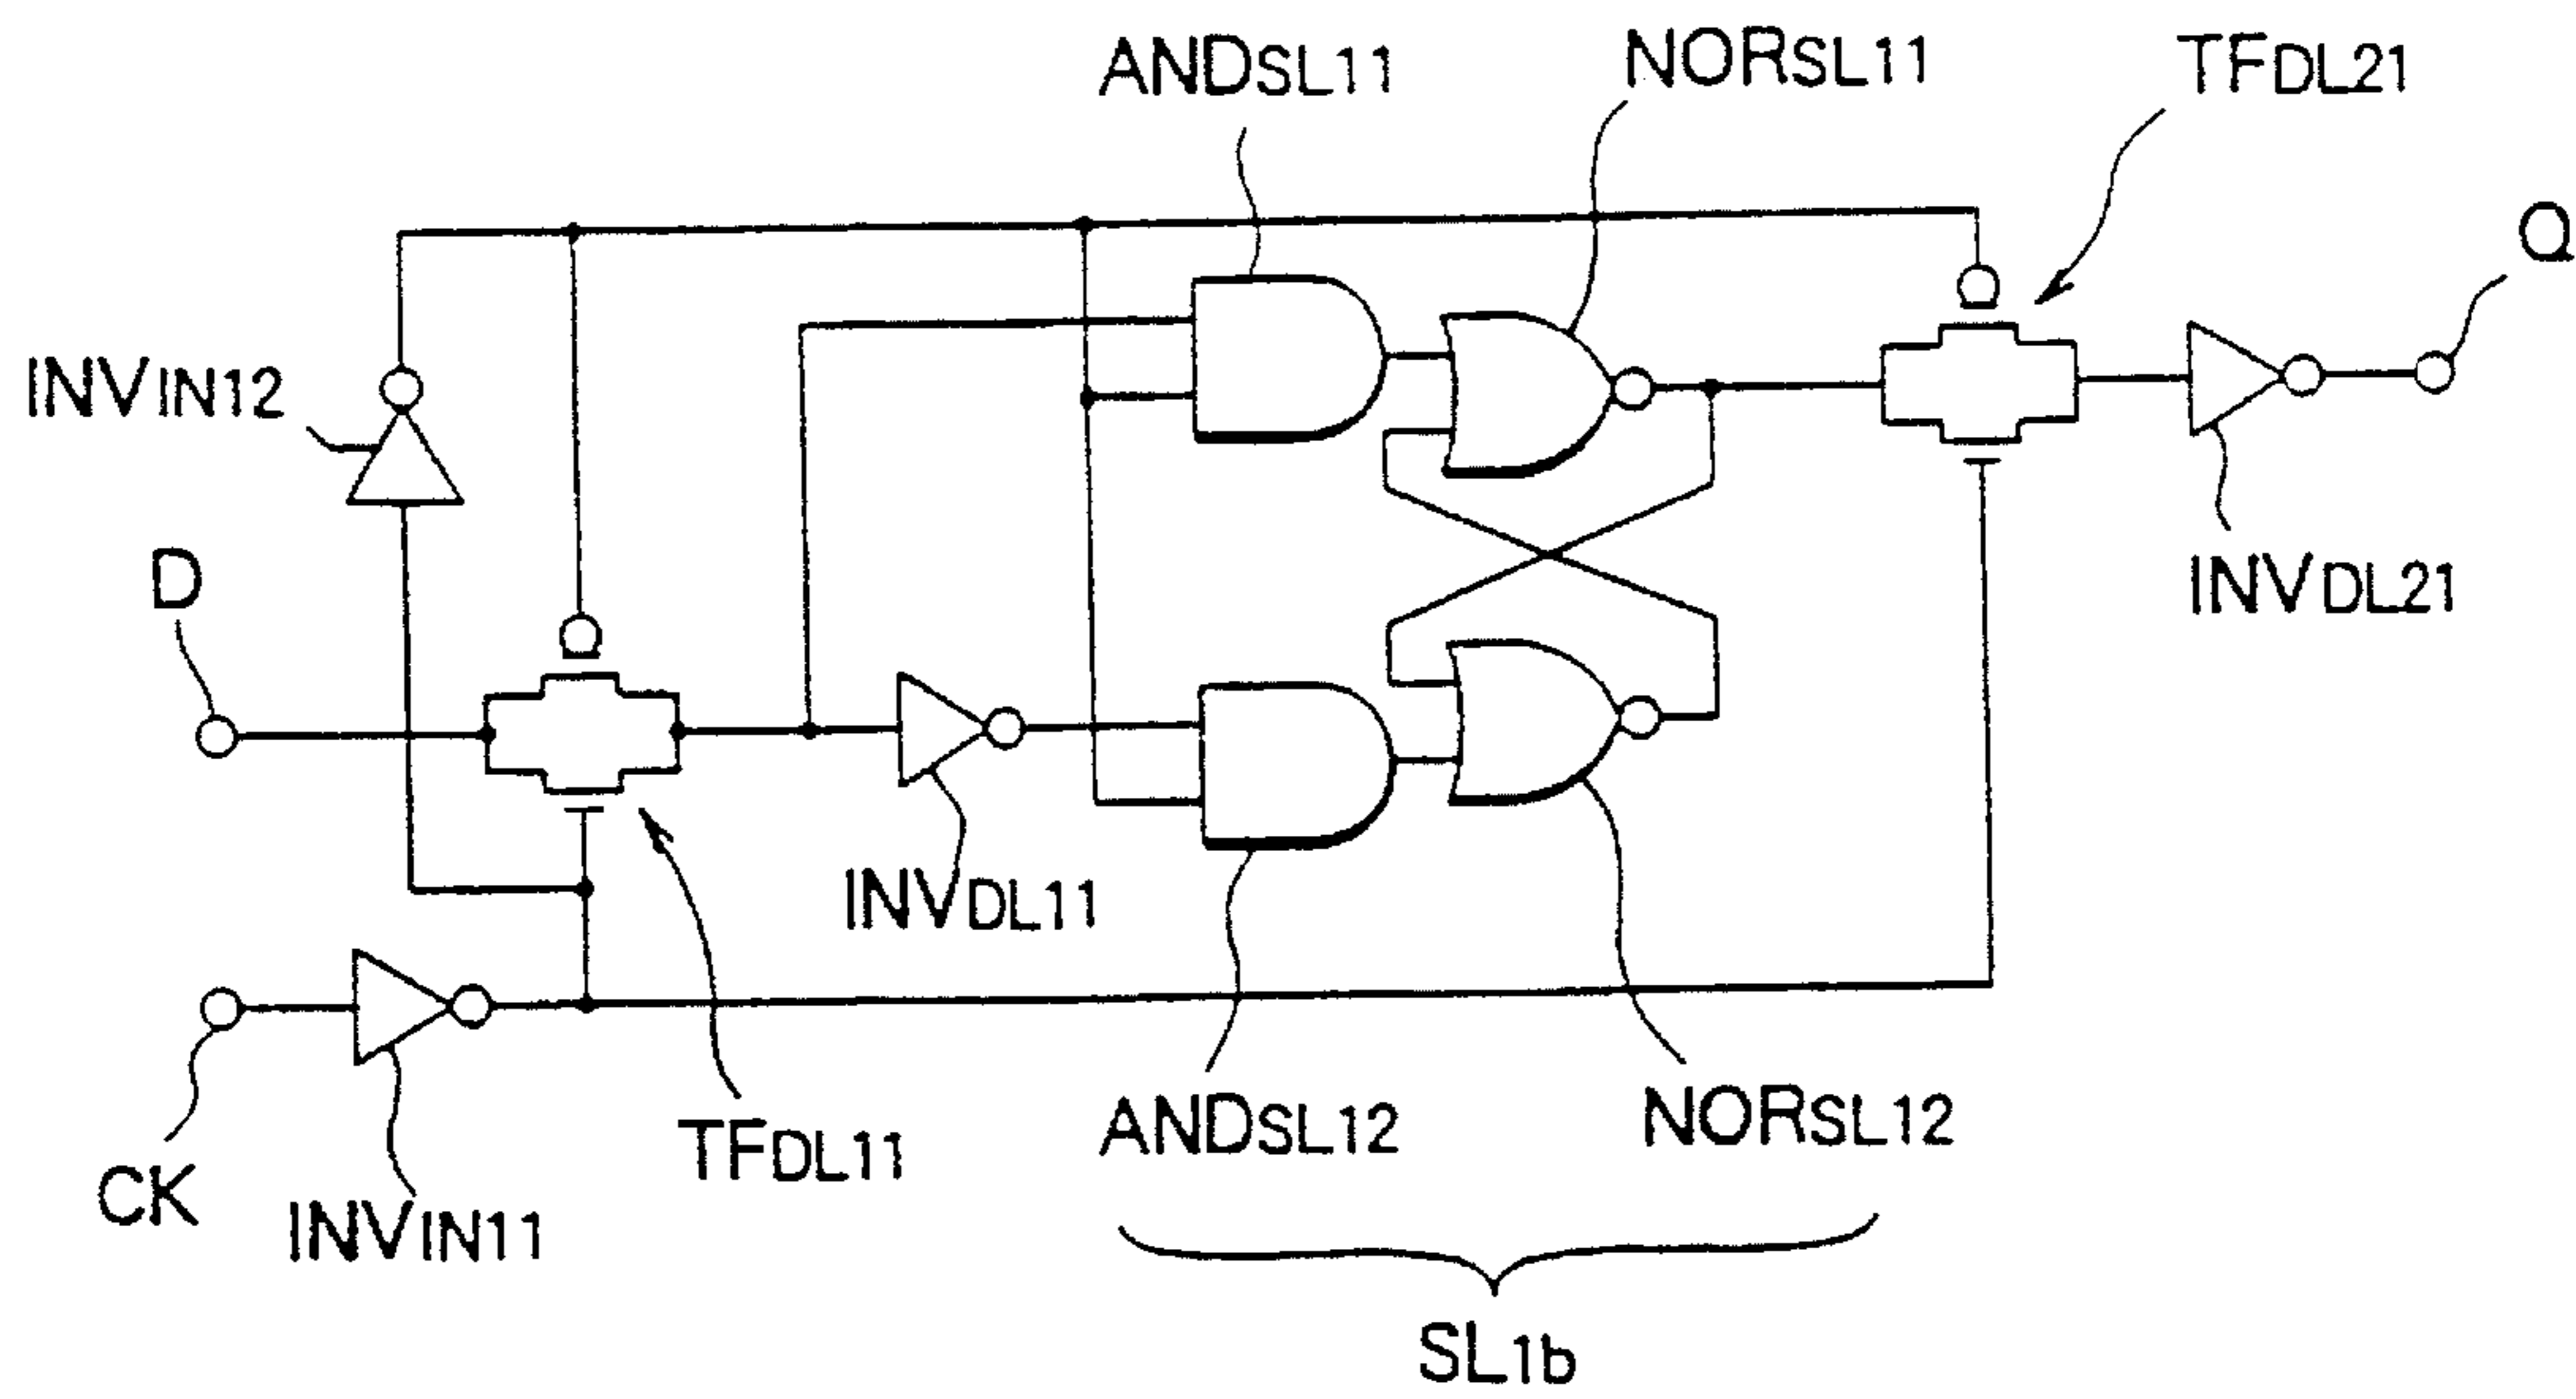 ANDSL11
NORSL11
TFDL21
Q
INVIN12
D
INVDL21
INVDL11
CK
INVIN11
TFDL11
ANDSL12
NORSL12
SL1b